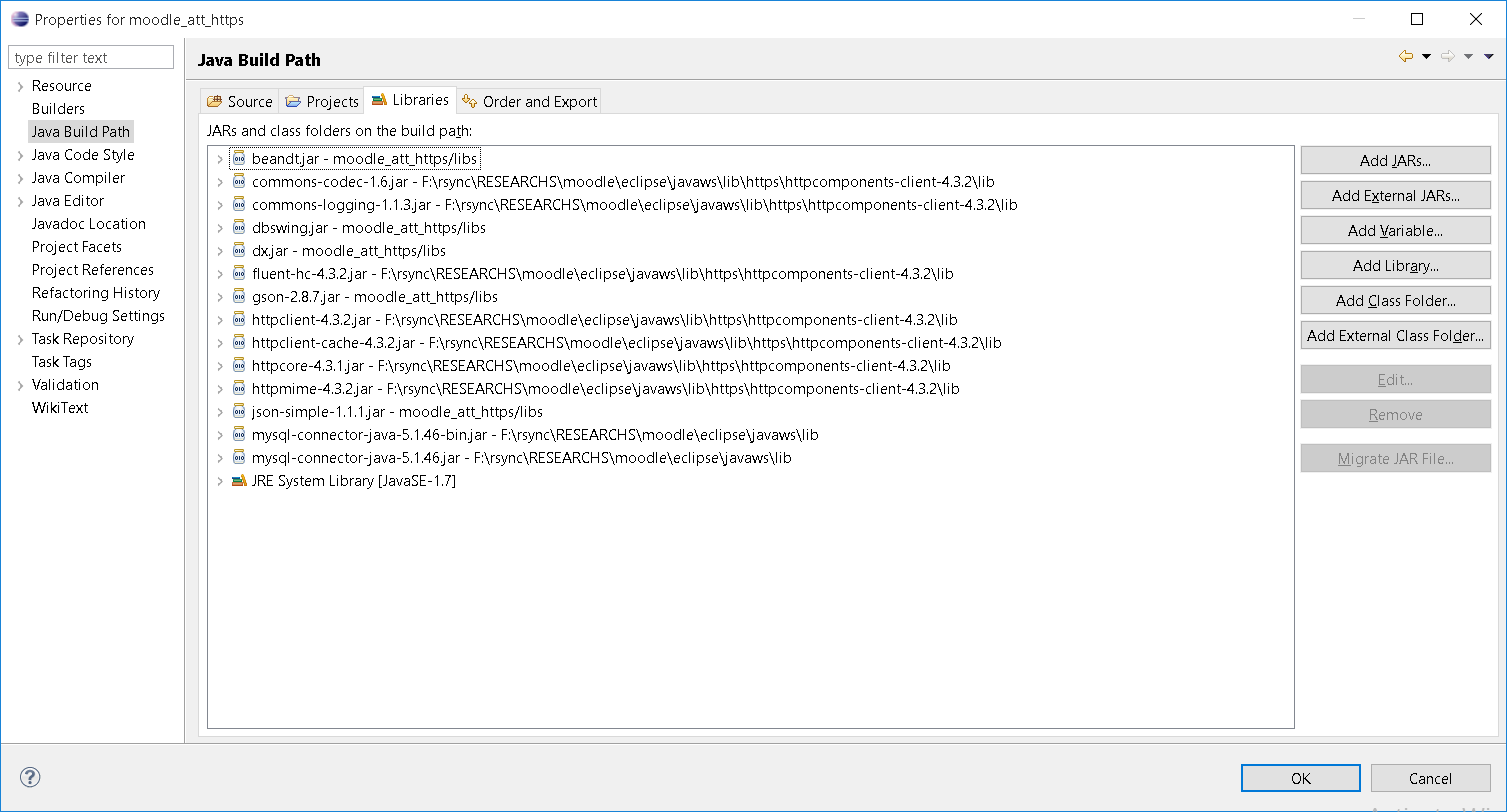 Properties for moodle_att_https
type filter text
Resource
Builders
Java Build Path
Java Code Style
Java Compiler
Java Editor
Javadoc Location
Project Facets
Project References
Refactoring History
Run/Debug Settings
Task Repository
Task Tags
Validation
WikiText
Java Build Path
Source Projects Libraries Order and Export
JARs and class folders on the build path:
beandt.jar - moodle_att_https/libs
commons-codec-1.6.jar - F:\rsync\RESEARCHS\moodle\eclipse\javaws\lib\https\httpcomponents-client-4.3.2\lib
commons-logging-1.1.3.jar - F:\rsync\RESEARCHS\moodle\eclipse\javaws\lib\https\httpcomponents-client-4.3.2\lib
dbswing.jar - moodle_att_https/libs
dx.jar - moodle_att_https/libs
fluent-hc-4.3.2.jar - F:\rsync\RESEARCHS\moodle\eclipse\javaws\lib\https\httpcomponents-client-4.3.2\lib
gson-2.8.7.jar - moodle_att_https/libs
httpclient-4.3.2.jar - F:\rsync\RESEARCHS\moodle\eclipse\javaws\lib\https\httpcomponents-client-4.3.2\lib
httpclient-cache-4.3.2.jar - F:\rsync\RESEARCHS\moodle\eclipse\javaws\lib\https\httpcomponents-client-4.3.2\lib
httpcore-4.3.1.jar - F:\rsync\RESEARCHS\moodle\eclipse\javaws\lib\https\httpcomponents-client-4.3.2\lib
httpmime-4.3.2.jar - F:\rsync\RESEARCHS\moodle\eclipse\javaws\lib\https\httpcomponents-client-4.3.2\lib
json-simple-1.1.1.jar - moodle_att_https/libs
mysql-connector-java-5.1.46-bin.jar - F:\rsync\RESEARCHS\moodle\eclipse\javaws\lib
mysql-connector-java-5.1.46.jar - F:\rsync\RESEARCHS\moodle\eclipse\javaws\lib
JRE System Library [JavaSE-1.7]
Add JARs...
Add External JARs...
Add Variable...
Add Library...
Add Class Folder...
Add External Class Folder...
Edit...
Remove
Migrate JAR File...
OK Cancel